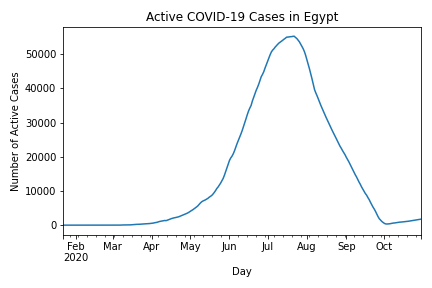 Active COVID-19 Cases in Egypt
Number of Active Cases
50000
40000
30000
20000
10000
0
Feb Mar Apr May Jun Jul Aug Sep Oct
2020
Day